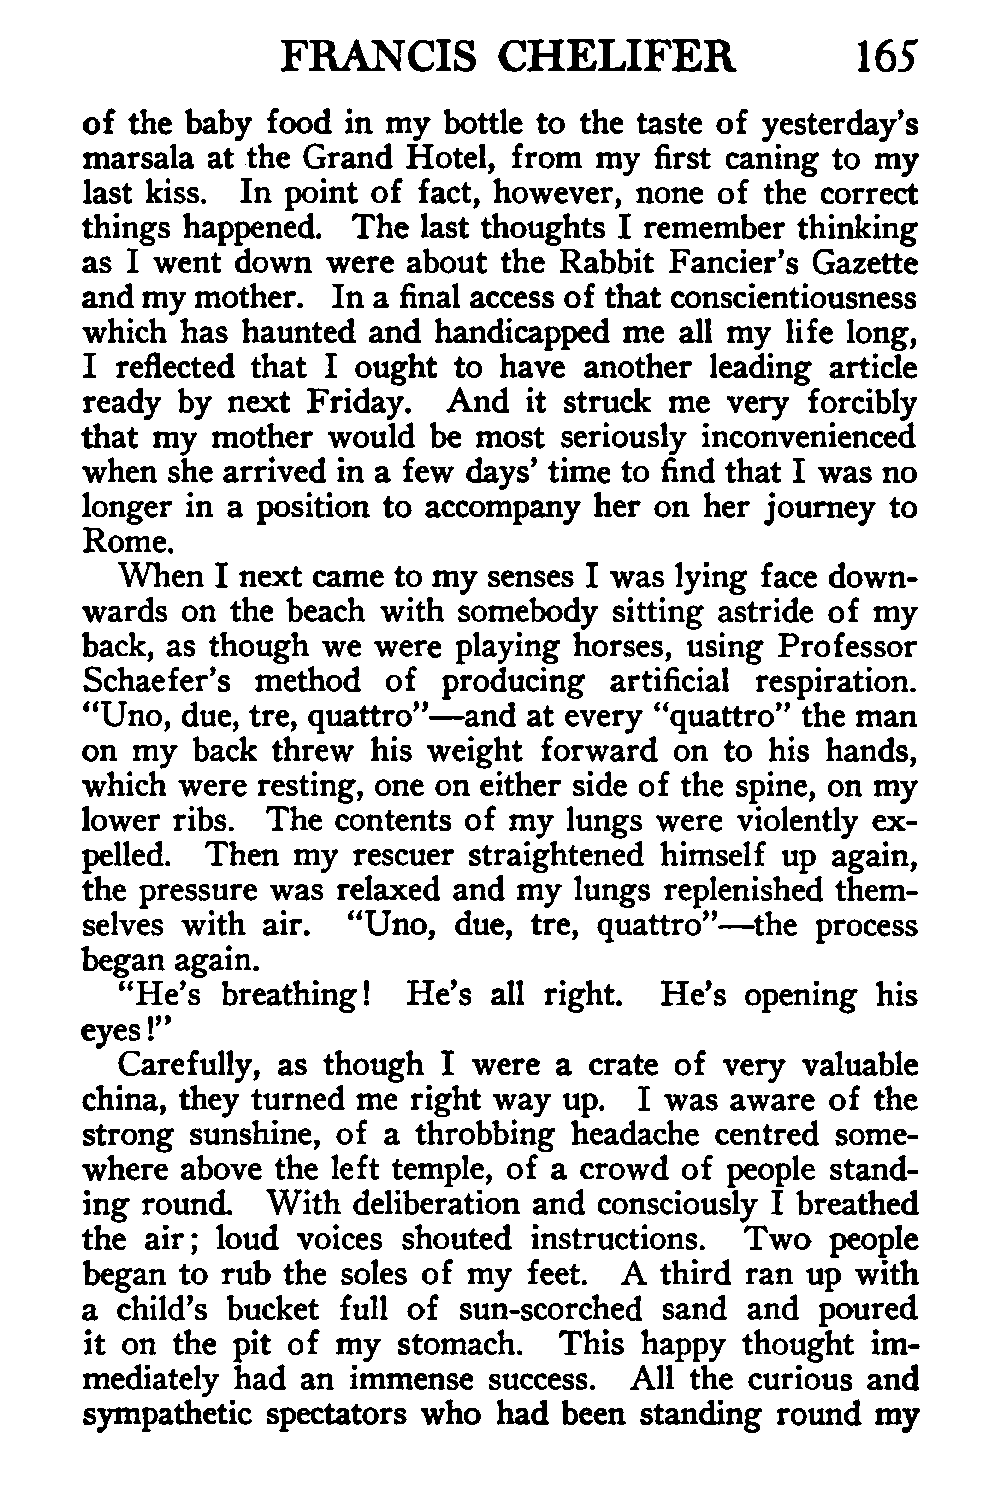 FRANCIS CHELIFER 165
of the baby food in my bottle to the taste of yesterday's
marsala at the Grand Hotel, from my first caning to my
last kiss. In point of fact, however, none of the correct
things happened. The last thoughts I remember thinking
as I went down were about the Rabbit Fancier's Gazette
and my mother. In a final access of that conscientiousness
which has haunted and handicapped me all my life long,
I reflected that I ought to have another leading article
ready by next Friday. And it struck me very forcibly
that my mother would be most seriously inconvenienced
when she arrived in a few days' time to find that I was no
longer in a position to accompany her on her journey to
Rome.
When I next came to my senses I was lying face down-
wards on the beach with somebody sitting astride of my
back, as though we were playing horses, using Professor
Schaefer's method of producing artificial respiration.
"Uno, due, tre, quattro"—and at every "quattro" the man
on my back threw his weight forward on to his hands,
which were resting, one on either side of the spine, on my
lower ribs. The contents of my lungs were violently ex-
pelled. Then my rescuer straightened himself up again,
the pressure was relaxed and my lungs replenished them-
selves with air. "Uno, due, tre, quattro"—the process
began again.
"He's breathing! He's all right. He's opening his
eyes!"
Carefully, as though I were a crate of very valuable
china, they turned me right way up. I was aware of the
strong sunshine, of a throbbing headache centred some-
where above the left temple, of a crowd of people stand-
ing round. With deliberation and consciously I breathed
the air; loud voices shouted instructions. Two people
began to rub the soles of my feet. A third ran up with
a child's bucket full of sun-scorched sand and poured
it on the pit of my stomach. This happy thought im-
mediately had an immense success. All the curious and
sympathetic spectators who had been standing round my